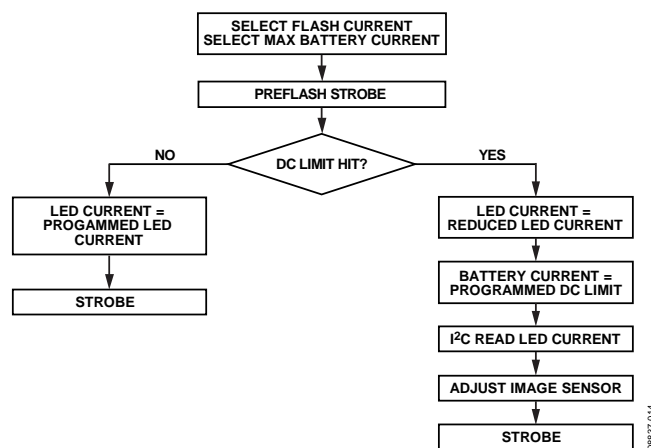 SELECT FLASH CURRENT
SELECT MAX BATTERY CURRENT
PREFLASH STROBE
DC LIMIT HIT?
NO
YES
LED CURRENT =
PROGAMMED LED
CURRENT
STROBE
LED CURRENT =
REDUCED LED CURRENT
BATTERY CURRENT =
PROGRAMMED DC LIMIT
I²C READ LED CURRENT
ADJUST IMAGE SENSOR
STROBE
08837-014